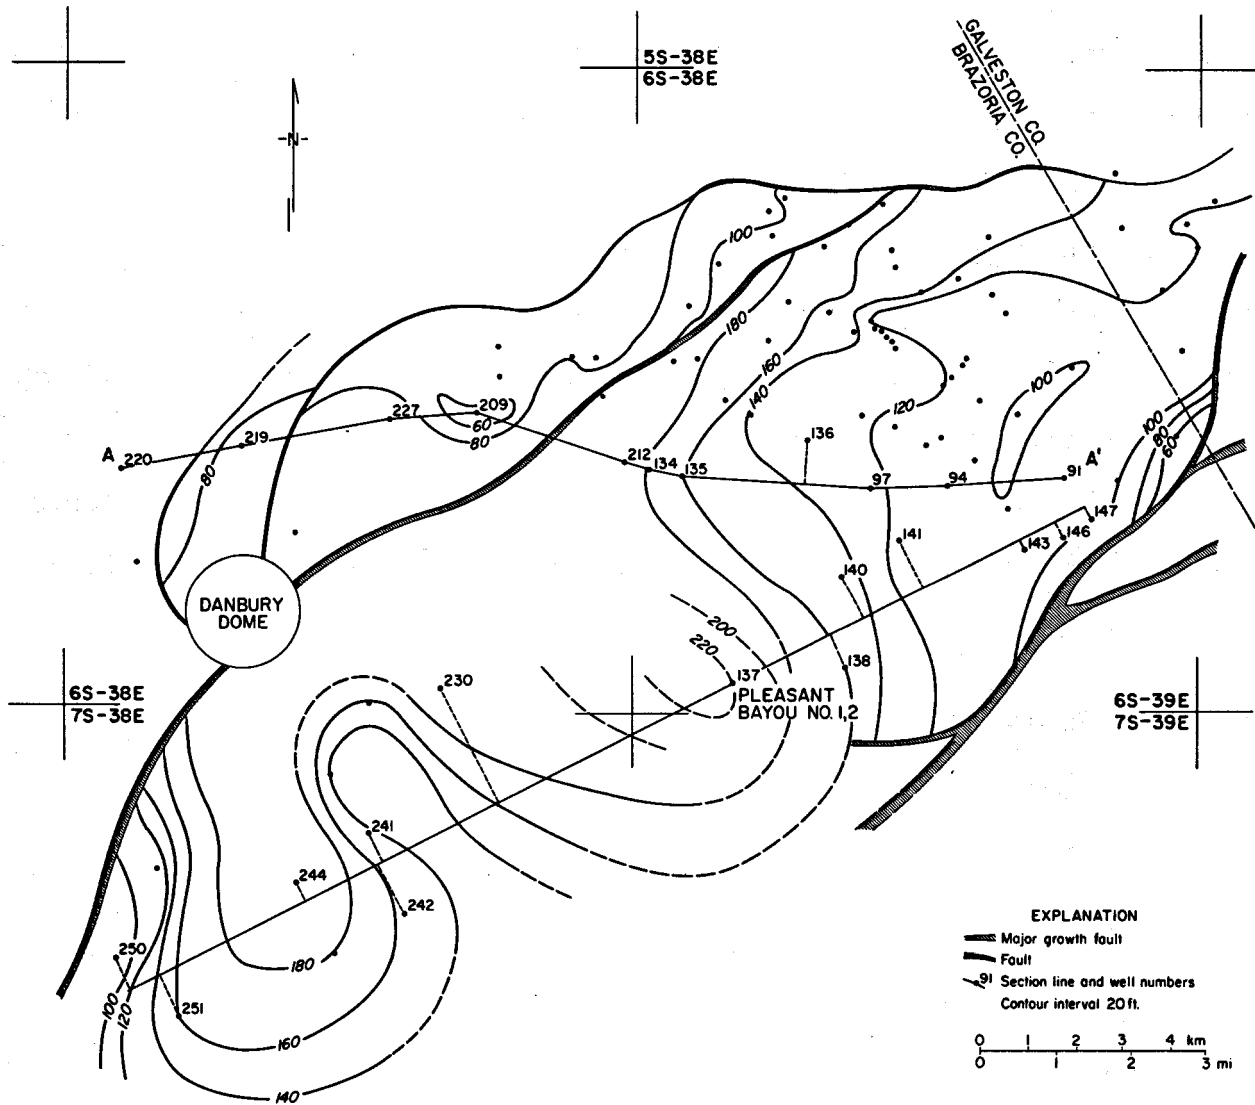 5S-38E
6S-38E
GALVESTON CO.
BRAZORIA CO.
-N-
100
180
160
140
120
100
A
220
219
227
209
60
80
80
212
134
135
136
97
94
91
A'
100
80
60
147
146
143
141
140
138
200
220
137
PLEASANT
BAYOU NO. 1,2
DANBURY
DOME
6S-38E
7S-38E
6S-39E
7S-39E
230
241
244
242
250
251
180
160
140
100
120
EXPLANATION
Major growth fault
Fault
91 Section line and well numbers
Contour interval 20 ft.
0 1 2 3 4 km
0 1 2 3 mi